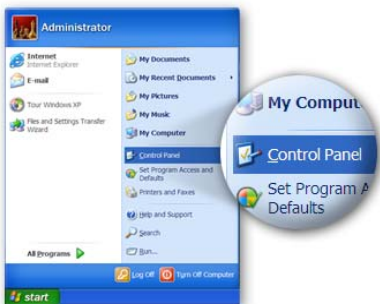 Administrator
Internet
Internet Explorer
E-mail
Tour Windows XP
Files and Settings Transfer
Wizard
All Programs
My Documents
My Recent Documents
My Pictures
My Music
My Computer
Control Panel
Set Program Access and
Defaults
Printers and Faxes
Help and Support
Search
Run...
Log Off
Turn Off Computer
start
My Comput
Control Panel
Set Program A
Defaults